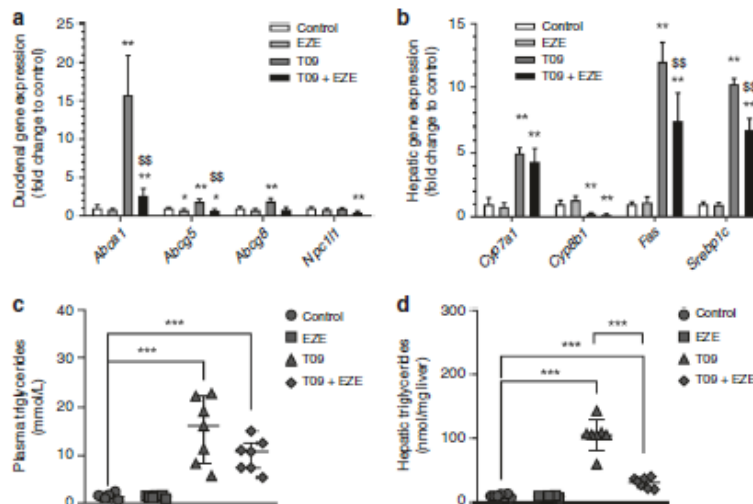 a
Duodenal gene expression
(fold change to control)
25
20
15
10
5
0
**
$$
**
*
**
$$
*
**
**
Control
EZE
T09
T09 + EZE
Abca1
Abcg5
Abcg8
Npc1l1
b
Hepatic gene expression
(fold change to control)
15
10
5
0
**
**
**
**
**
$$
**
**
$$
**
Control
EZE
T09
T09 + EZE
Cyp7a1
Cyp8b1
Fas
Srebp1c
c
Plasma triglycerides
(mmol/L)
40
30
20
10
0
***
***
Control
EZE
T09
T09 + EZE
d
Hepatic triglycerides
(nmol/mg liver)
300
200
100
0
***
***
***
Control
EZE
T09
T09 + EZE